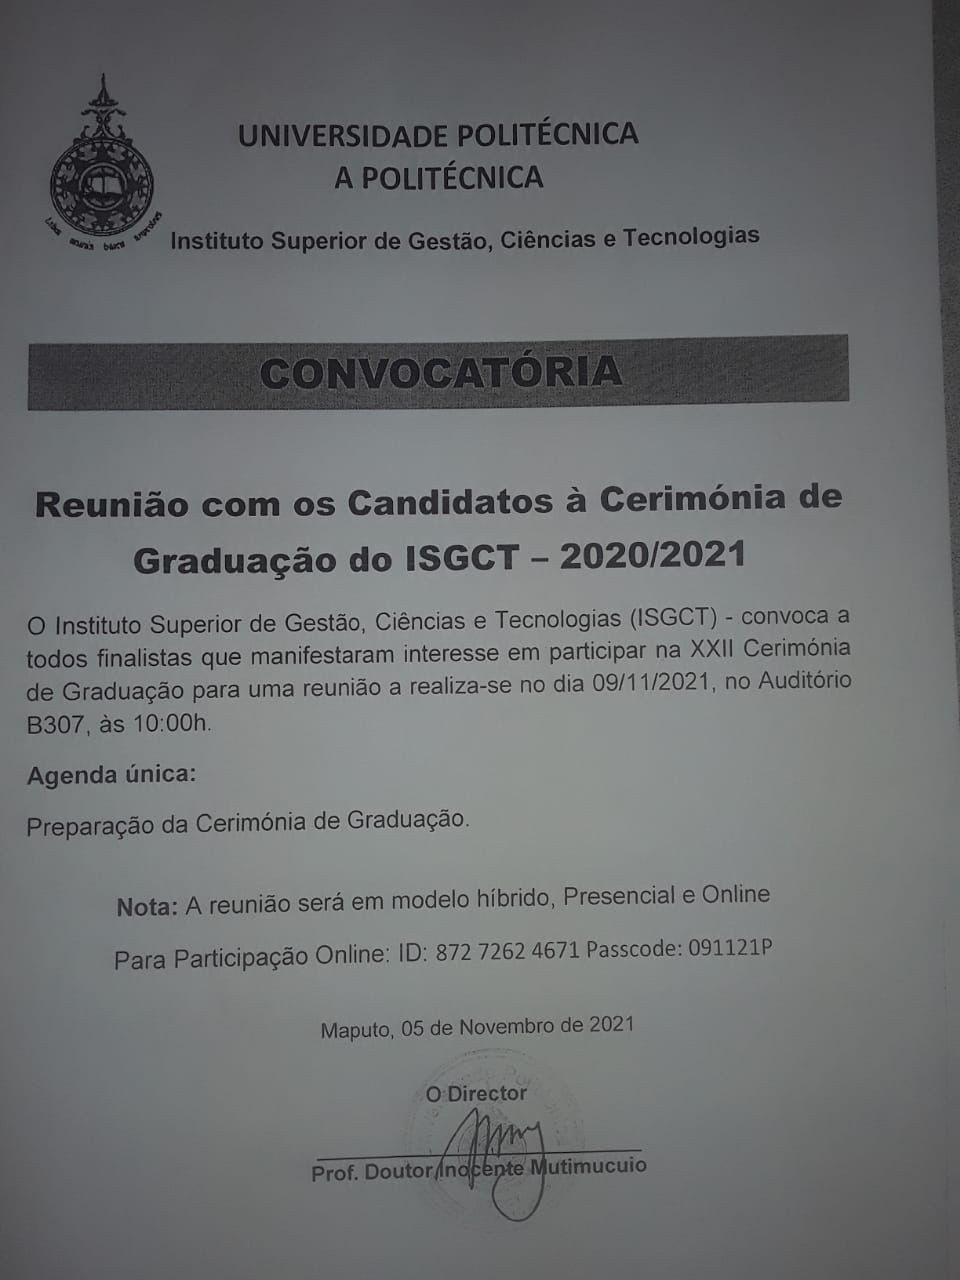 UNIVERSIDADE POLITÉCNICA
A POLITÉCNICA
Instituto Superior de Gestão, Ciências e Tecnologias
CONVOCATÓRIA
Reunião com os Candidatos à Cerimónia de
Graduação do ISGCT – 2020/2021
O Instituto Superior de Gestão, Ciências e Tecnologias (ISGCT) - convoca a
todos finalistas que manifestaram interesse em participar na XXII Cerimónia
de Graduação para uma reunião a realiza-se no dia 09/11/2021, no Auditório
B307, às 10:00h.
Agenda única:
Preparação da Cerimónia de Graduação.
Nota: A reunião será em modelo híbrido, Presencial e Online
Para Participação Online: ID: 872 7262 4671 Passcode: 091121P
Maputo, 05 de Novembro de 2021
O Director
Prof. Doutor Inocente Mutimucuio